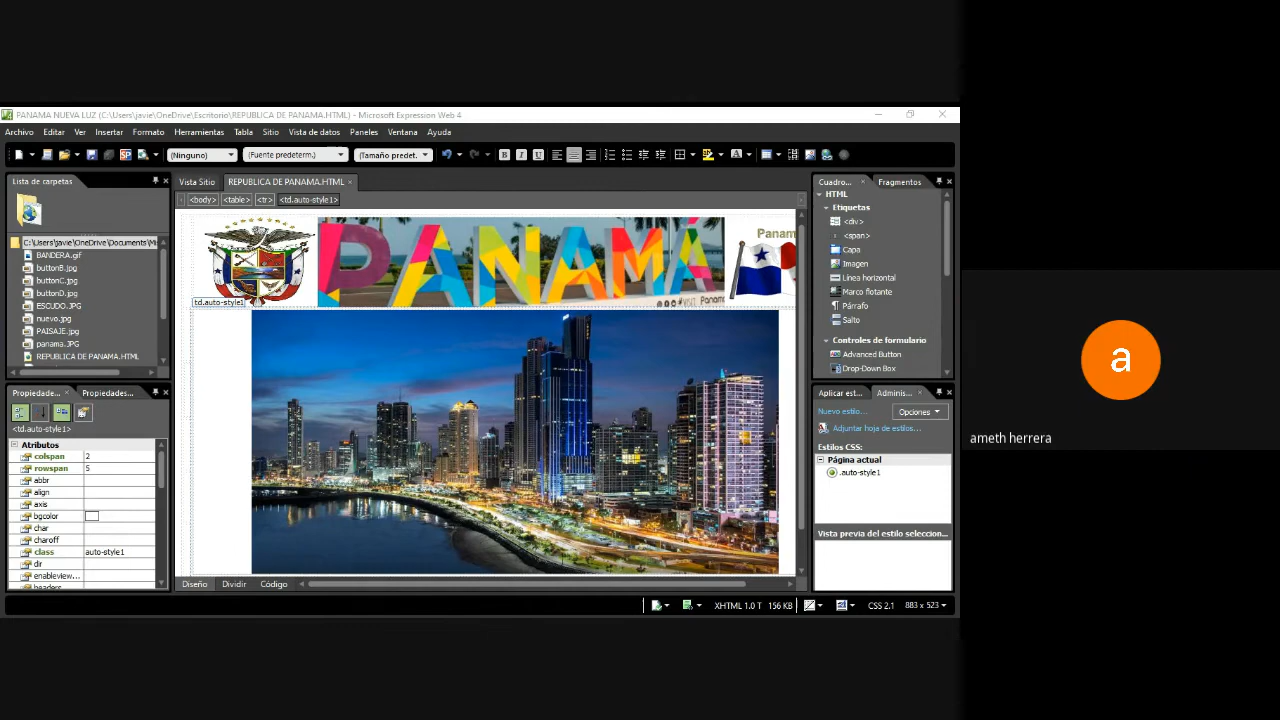 PANAMA NUEVA LUZ (C:\Users\javie\OneDrive\Escritorio\REPUBLICA DE PANAMA.HTML) - Microsoft Expression Web 4
Archivo Editar Ver Insertar Formato Herramientas Tabla Sitio Vista de datos Paneles Ventana Ayuda
(Ninguno) (Fuente predeterm.) (Tamaño predet.
Lista de carpetas
C:\Users\javie\OneDrive\Documents\M
BANDERA.gif
buttonB.jpg
buttonC.jpg
buttonD.jpg
ESCUDO.JPG
nuevo.jpg
PAISAJE.jpg
panama.JPG
REPUBLICA DE PANAMA.HTML
Propiedade...
Propiedades...
<td.auto-style1>
Atributos
colspan 2
rowspan 5
abbr
align
axis
bgcolor
char
charoff
class auto-style1
dir
enableview...
headers
Vista Sitio
REPUBLICA DE PANAMA.HTML
<body> <table> <tr> <td.auto-style1>
PANAMÁ
Panam
td.auto-style1
Diseño Dividir Código
Cuadro...
Fragmentos
HTML
Etiquetas
<div>
<span>
Capa
Imagen
Línea horizontal
Marco flotante
Párrafo
Salto
Controles de formulario
Advanced Button
Drop-Down Box
Aplicar est...
Adminis...
Nuevo estilo...
Opciones
Adjuntar hoja de estilos...
Estilos CSS:
Página actual
.auto-style1
Vista previa del estilo seleccion...
XHTML 1.0 T 156 KB
CSS 2.1 883 x 523
a
ameth herrera